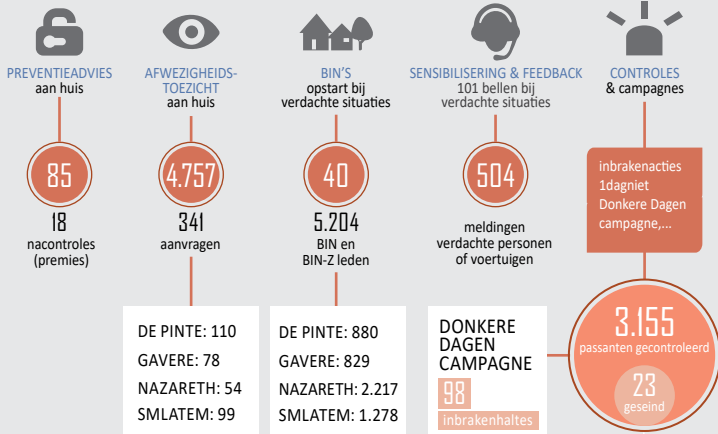 PREVENTIEADVIES
aan huis
85
18
nacontroles
(premies)
AFWEZIGHEIDS-
TOEZICHT
aan huis
4.757
341
aanvragen
DE PINTE: 110
GAVERE: 78
NAZARETH: 54
SMLATEM: 99
BIN'S
opstart bij
verdachte situaties
40
5.204
BIN en
BIN-Z leden
DE PINTE: 880
GAVERE: 829
NAZARETH: 2.217
SMLATEM: 1.278
SENSIBILISERING & FEEDBACK
101 bellen bij
verdachte situaties
504
meldingen
verdachte personen
of voertuigen
CONTROLES
& campagnes
inbrakenacties
1dagniet
Donkere Dagen
campagne,...
3.155
passanten gecontroleerd
23
geseind
DONKERE
DAGEN
CAMPAGNE
98
inbrakenhaltes